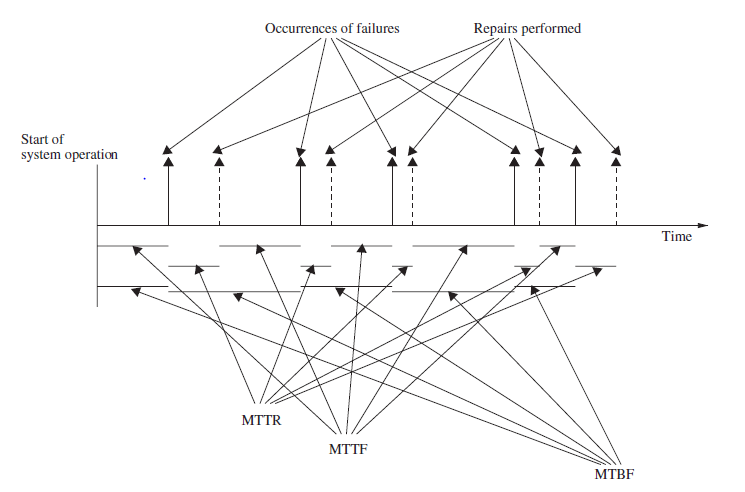 Occurrences of failures
Repairs performed
Start of
system operation
Time
MTTR
MTTF
MTBF